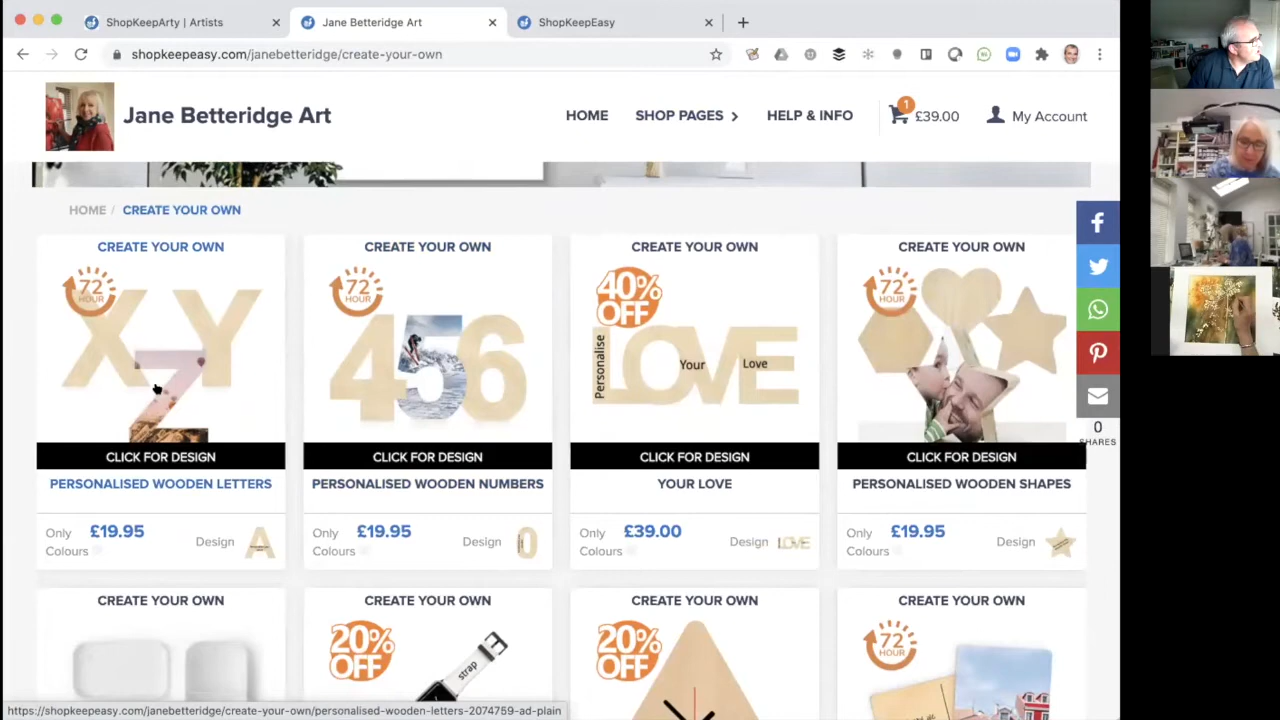 ShopKeepArty | Artists
Jane Betteridge Art
ShopKeepEasy
shopkeepeasy.com/janebetteridge/create-your-own
Jane Betteridge Art
HOME
SHOP PAGES
HELP & INFO
1
£39.00
My Account
HOME / CREATE YOUR OWN
CREATE YOUR OWN
CREATE YOUR OWN
CREATE YOUR OWN
CREATE YOUR OWN
72
HOUR
XYZ
72
HOUR
456
40%
OFF
Personalise
LOVE
Your
Love
72
HOUR
0
SHARES
CLICK FOR DESIGN
CLICK FOR DESIGN
CLICK FOR DESIGN
CLICK FOR DESIGN
PERSONALISED WOODEN LETTERS
PERSONALISED WOODEN NUMBERS
YOUR LOVE
PERSONALISED WOODEN SHAPES
Only £19.95
Colours
Design
Only £19.95
Colours
Design
Only £39.00
Colours
Design
LOVE
Only £19.95
Colours
Design
CREATE YOUR OWN
CREATE YOUR OWN
CREATE YOUR OWN
CREATE YOUR OWN
20%
OFF
strap
20%
OFF
72
HOUR
https://shopkeepeasy.com/janebetteridge/create-your-own/personalised-wooden-letters-2074759-ad-plain